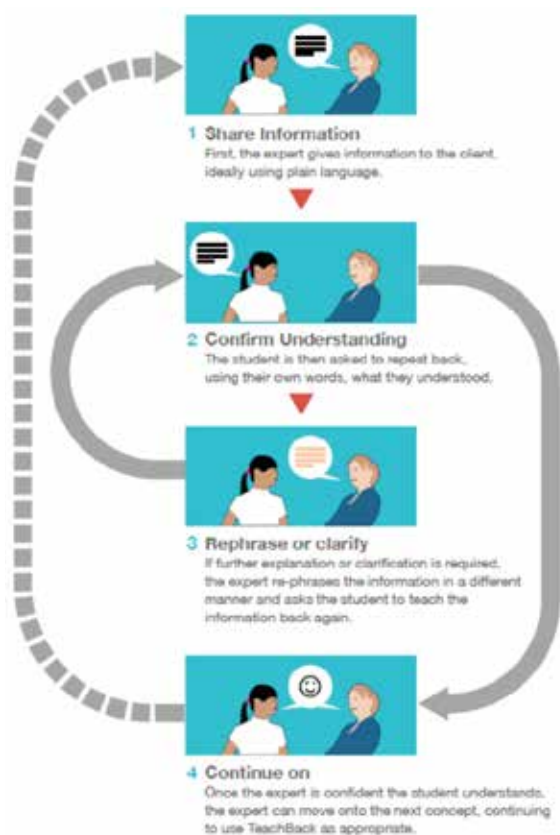 1 Share Information
First, the expert gives information to the client,
ideally using plain language.
2 Confirm Understanding
The student is then asked to repeat back,
using their own words, what they understood.
3 Rephrase or clarify
If further explanation or clarification is required,
the expert re-phrases the information in a different
manner and asks the student to teach the
information back again.
4 Continue on
Once the expert is confident the student understands,
the expert can move onto the next concept, continuing
to use TeachBack as appropriate.